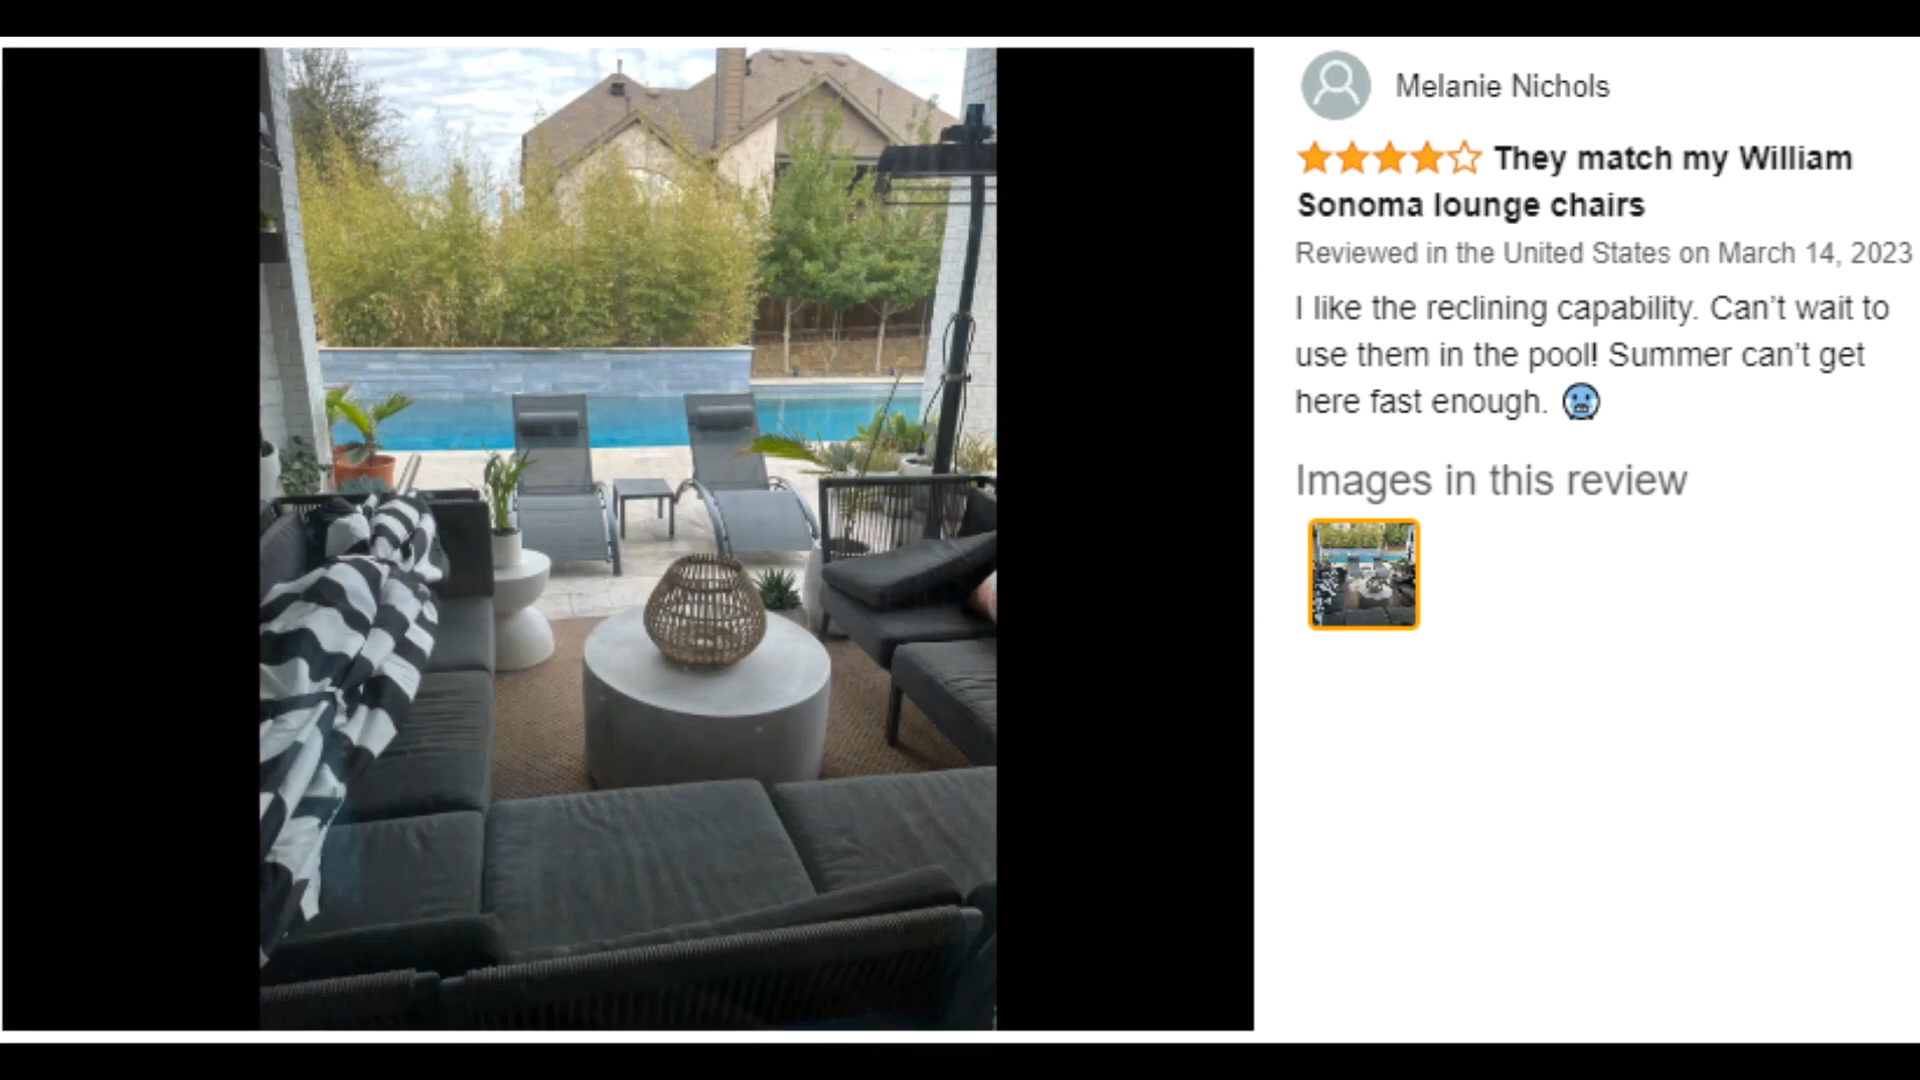 Melanie Nichols
They match my William
Sonoma lounge chairs
Reviewed in the United States on March 14, 2023
I like the reclining capability. Can’t wait to
use them in the pool! Summer can’t get
here fast enough. 🥶
Images in this review